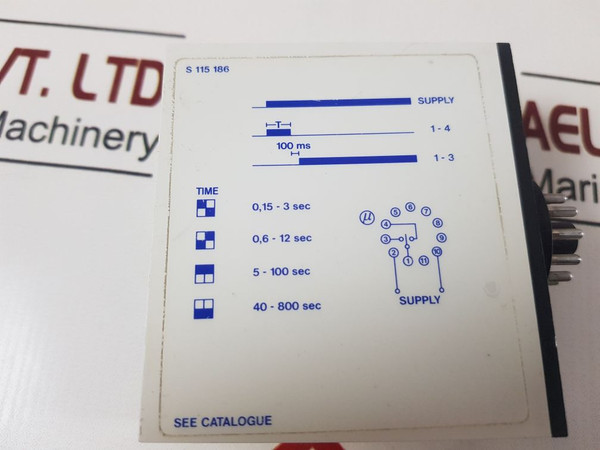 S 115 186
SUPPLY
T
1 - 4
100 ms
1 - 3
TIME
0,15 - 3 sec
0,6 - 12 sec
5 - 100 sec
40 - 800 sec
μ
5 6 7
4 8
3 9
2 1 11 10
SUPPLY
SEE CATALOGUE
VT. LTD
Machinery
AEL
Mari